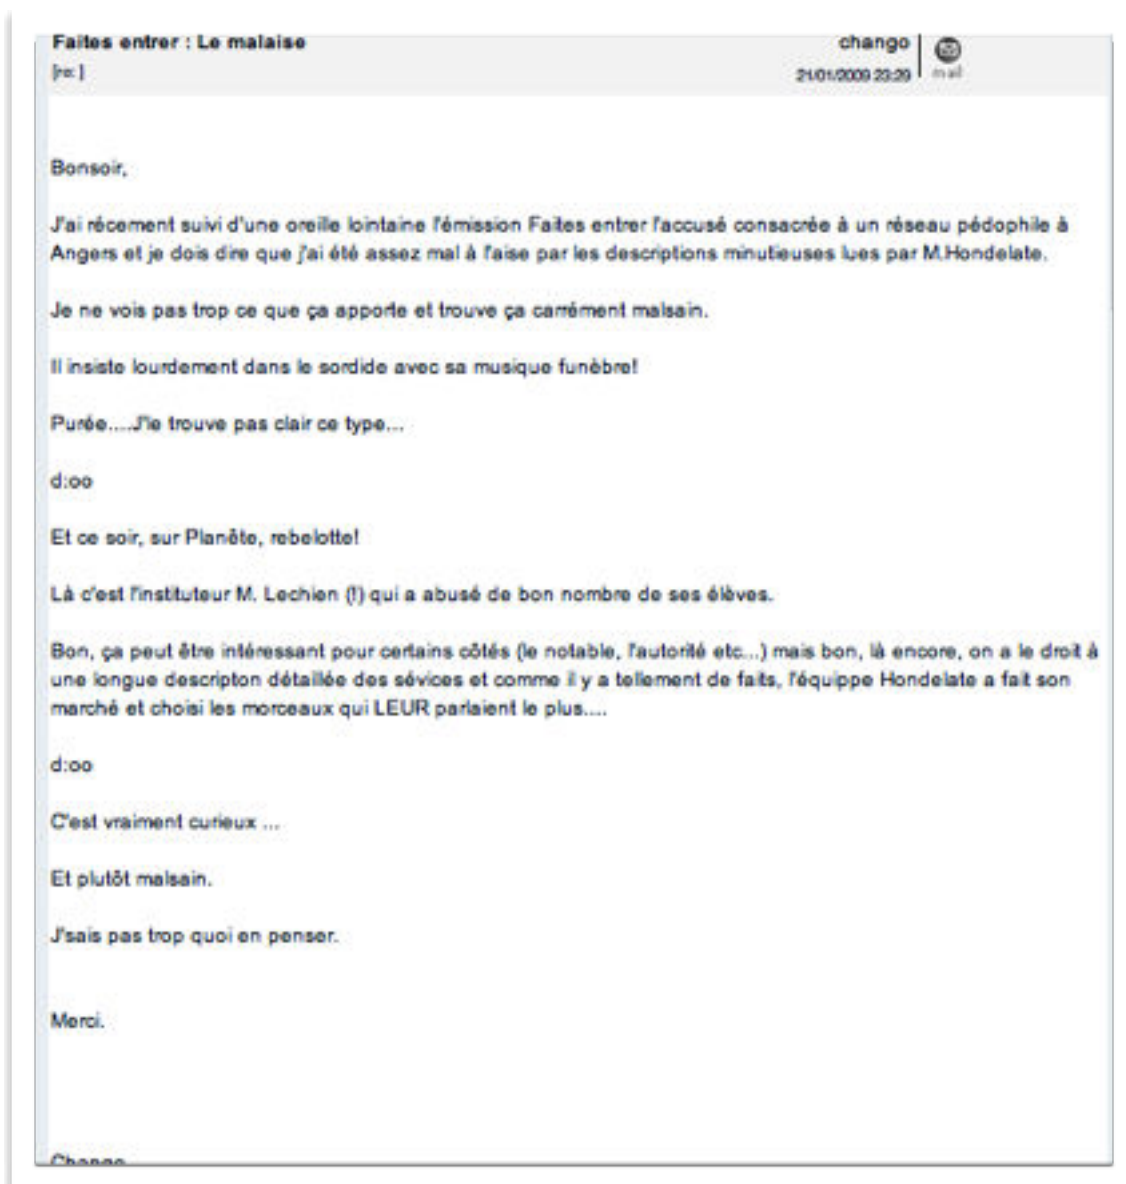 Faites entrer : Le malaise
chango
[re: ]
21/01/2009 23:29
mail
Bonsoir,
J'ai récement suivi d'une oreille lointaine l'émission Faites entrer l'accusé consacrée à un réseau pédophile à
Angers et je dois dire que j'ai été assez mal à l'aise par les descriptions minutieuses lues par M.Hondelate.
Je ne vois pas trop ce que ça apporte et trouve ça carrément malsain.
Il insiste lourdement dans le sordide avec sa musique funèbre!
Purée....J'le trouve pas clair ce type...
d:oo
Et ce soir, sur Planête, rebelotte!
Là c'est l'instituteur M. Lechien (!) qui a abusé de bon nombre de ses élèves.
Bon, ça peut être intéressant pour certains côtés (le notable, l'autorité etc...) mais bon, là encore, on a le droit à
une longue descripton détaillée des sévices et comme il y a tellement de faits, l'équippe Hondelate a fait son
marché et choisi les morceaux qui LEUR parlaient le plus....
d:oo
C'est vraiment curieux ...
Et plutôt malsain.
J'sais pas trop quoi en penser.
Merci.
Chango